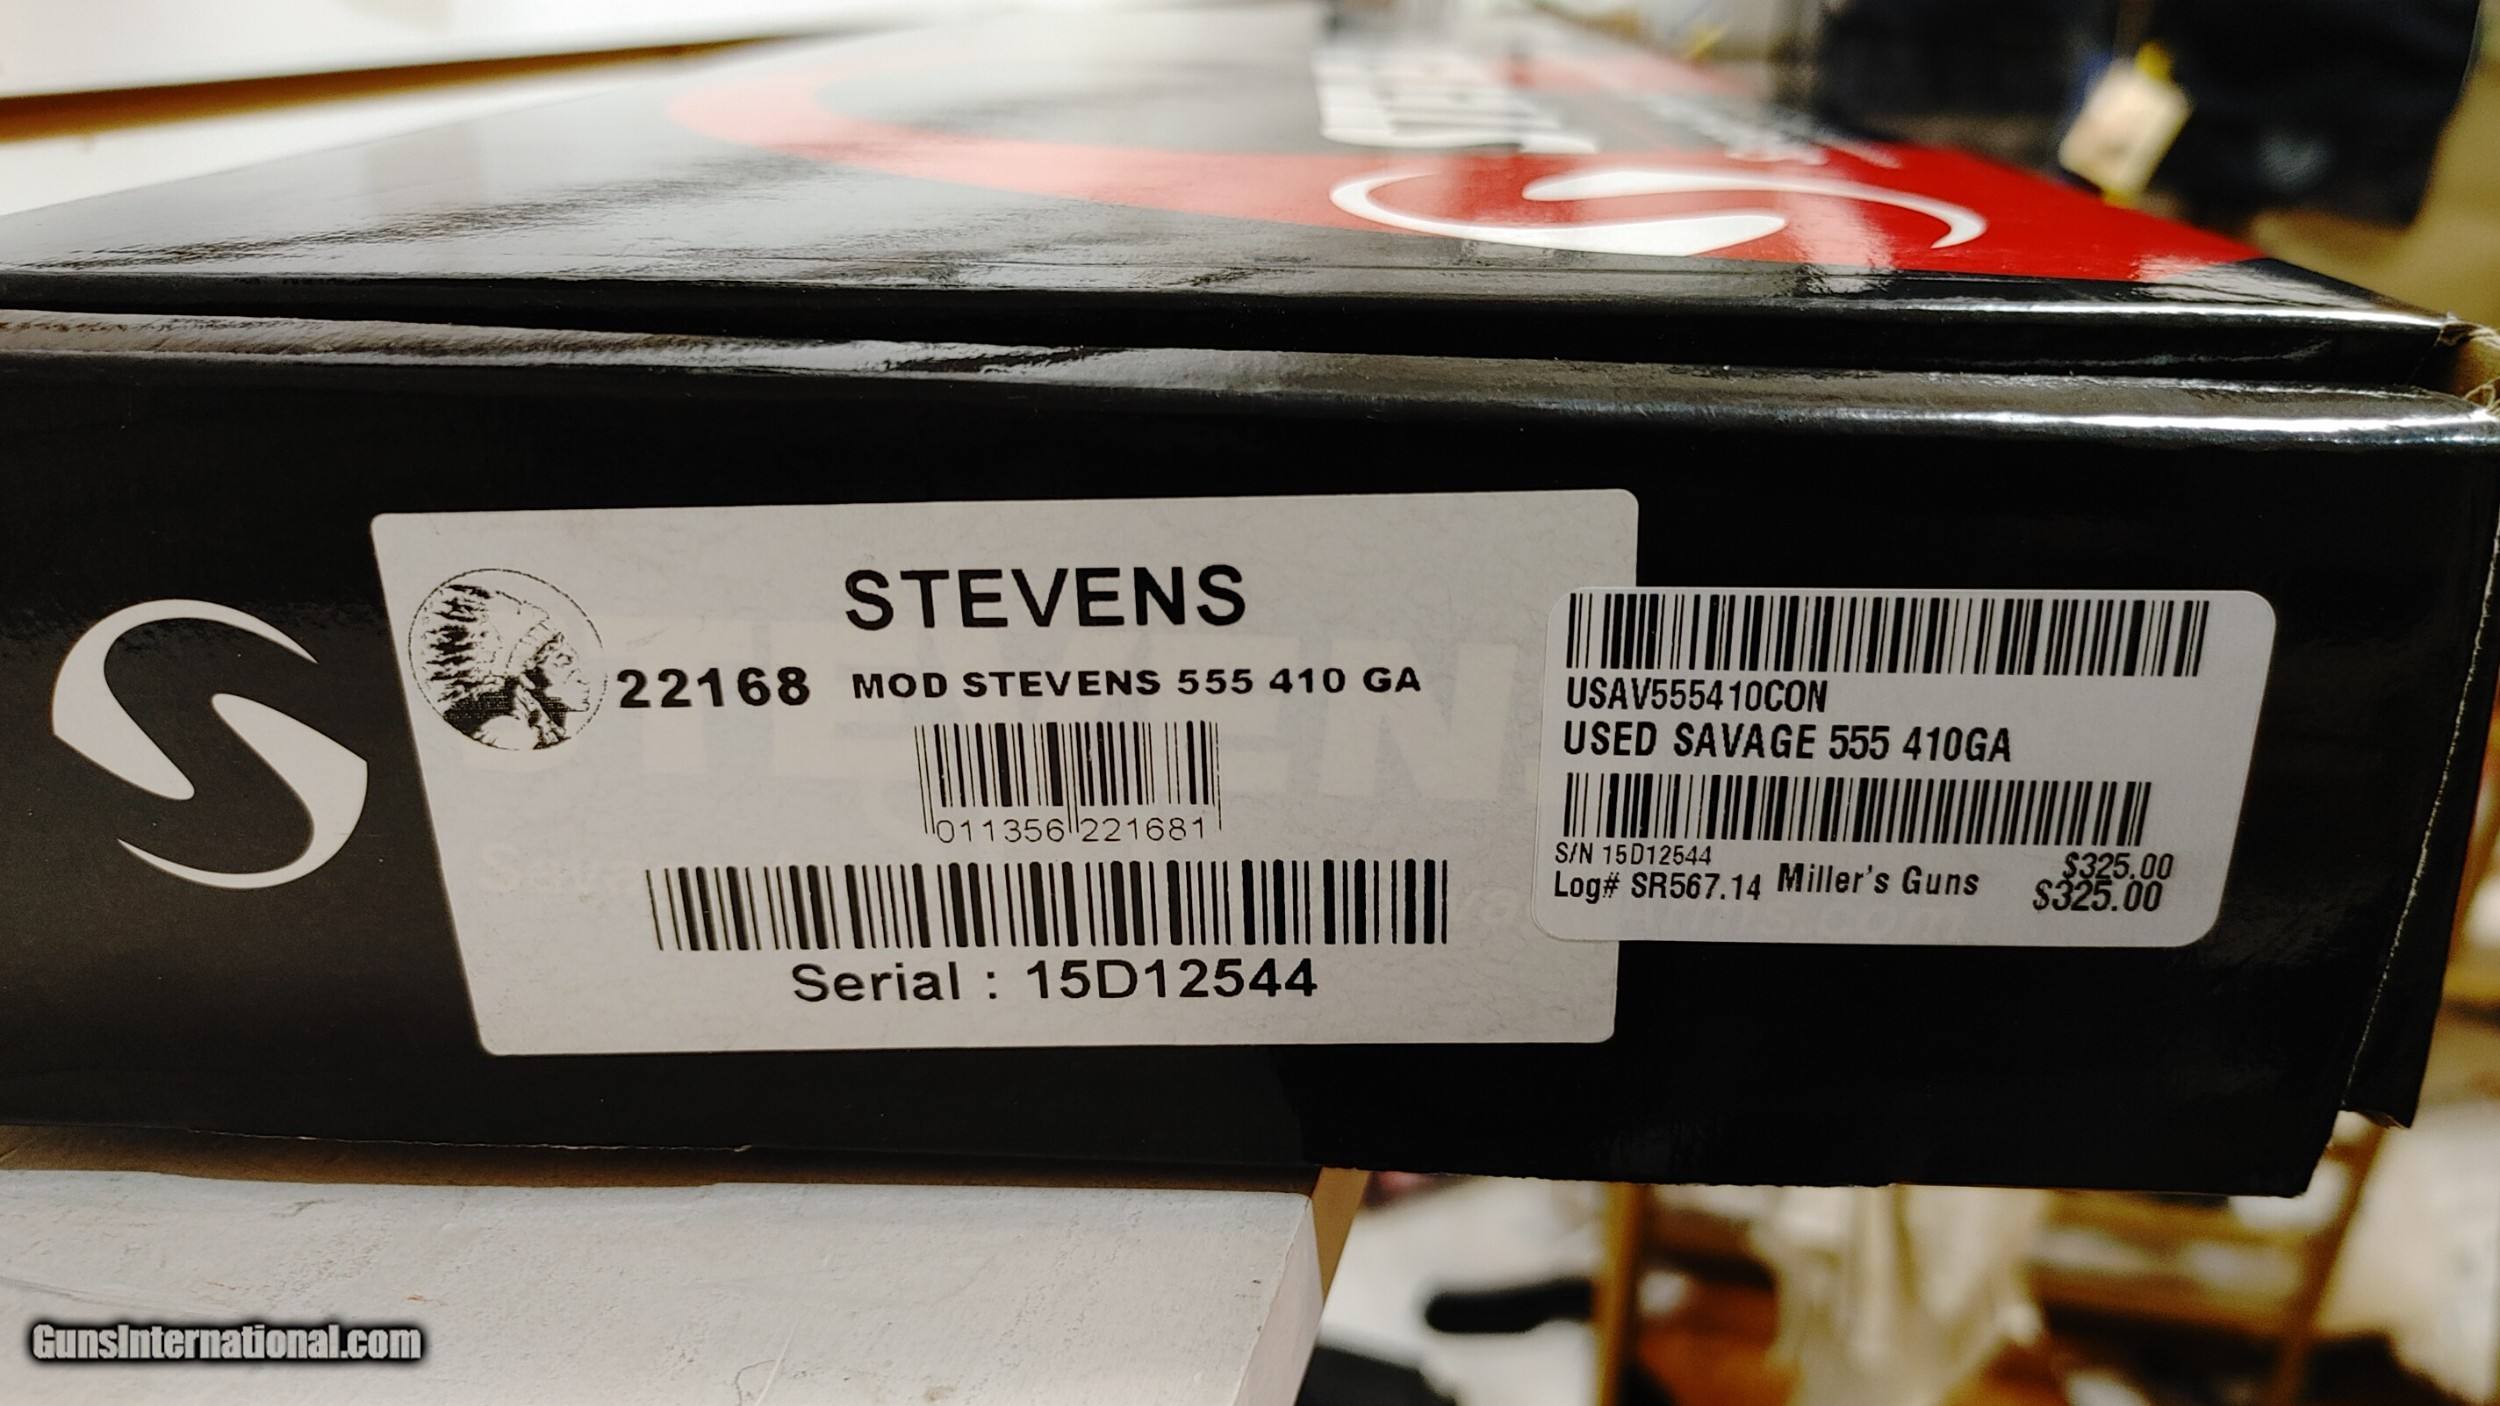 STEVENS
22168 MOD STEVENS 555 410 GA
011356 221681
Serial : 15D12544
USAV555410CON
USED SAVAGE 555 410GA
S/N 15D12544
$325.00
Log# SR567.14 Miller's Guns $325.00
GunsInternational.com